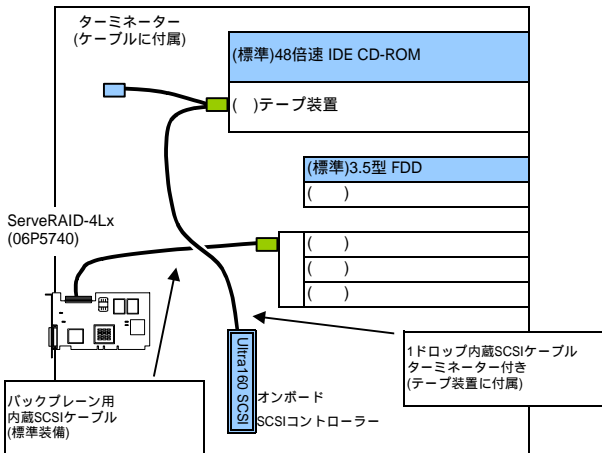 ターミネーター
(ケーブルに付属)
(標準)48倍速 IDE CD-ROM
( )テープ装置
(標準)3.5型 FDD
( )
ServeRAID-4Lx
(06P5740)
( )
( )
( )
Ultra160 SCSI
オンボード
SCSIコントローラー
1ドロップ内蔵SCSIケーブル
ターミネーター付き
(テープ装置に付属)
バックプレーン用
内蔵SCSIケーブル
(標準装備)